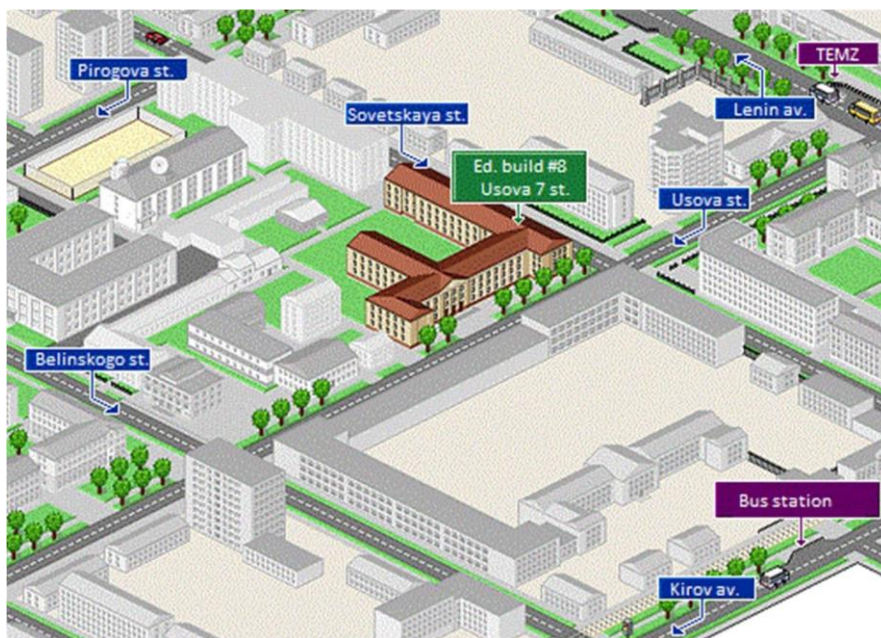 TEMZ
Pirogova st.
Lenin av.
Sovetskaya st.
Ed. build #8
Usova 7 st.
Usova st.
Belinskogo st.
Bus station
Kirov av.